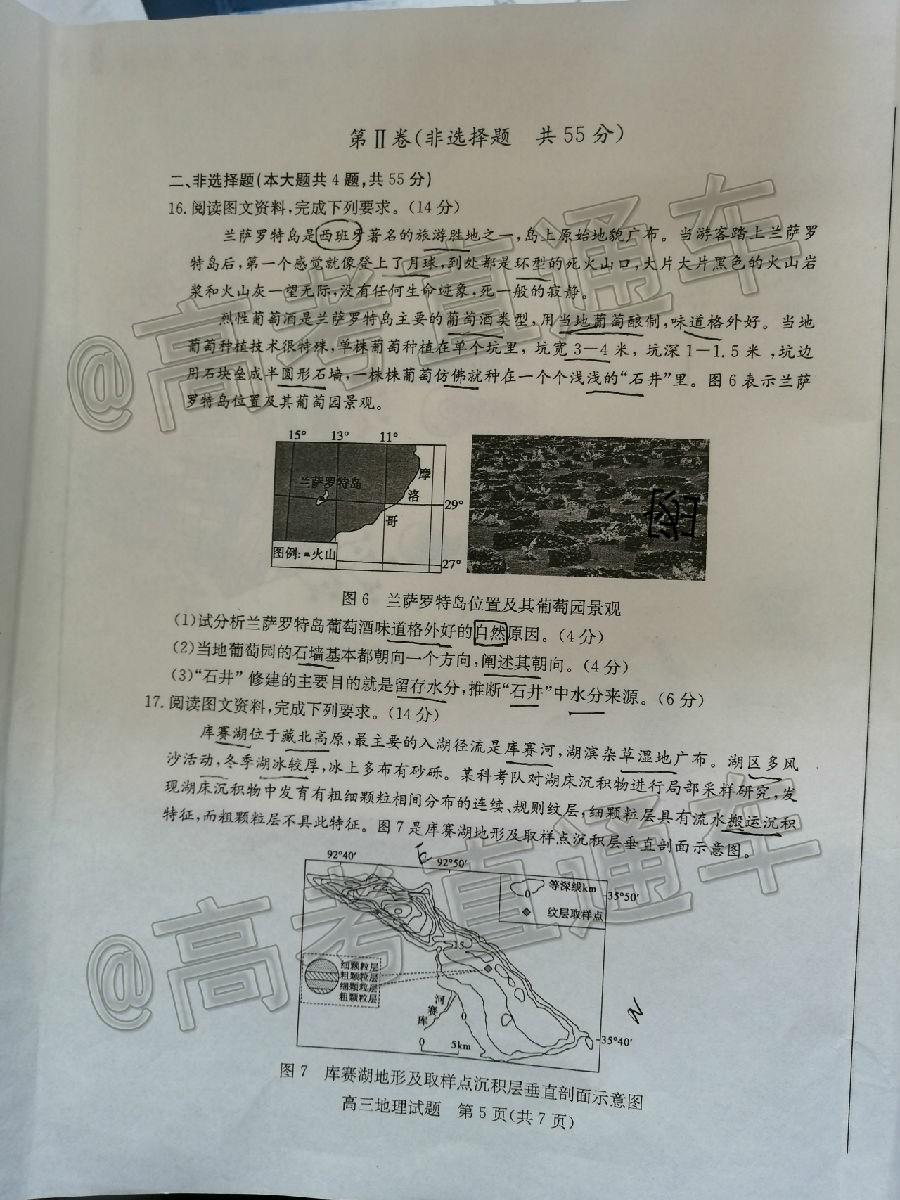 第Ⅱ卷(非选择题 共55分)
二、非选择题(本大题共4题,共55分)
16.阅读图文资料,完成下列要求。(14分)
兰萨罗特岛是西班牙著名的旅游胜地之一,岛上原始地貌广布。当游客踏上兰萨罗
特岛后,第一个感觉就像登上了月球,到处都是环型的死火山口,大片大片黑色的火山岩
浆和火山灰一望无际,没有任何生命迹象,死一般的寂静。
烈性葡萄酒是兰萨罗特岛主要的葡萄酒类型,用当地葡萄酿制,味道格外好。当地
葡萄种植技术很特殊,单株葡萄种植在单个坑里,坑宽3—4米,坑深1—1.5米,坑边
用石块垒成半圆形石墙,一株株葡萄仿佛就种在一个个浅浅的“石井”里。图6表示兰萨
罗特岛位置及其葡萄园景观。
15° 13° 11°
兰萨罗特岛
摩
洛
哥
29°
27°
图例: 火山
图6 兰萨罗特岛位置及其葡萄园景观
(1)试分析兰萨罗特岛葡萄酒味道格外好的自然原因。(4分)
(2)当地葡萄园的石墙基本都朝向一个方向,阐述其朝向。(4分)
(3)“石井”修建的主要目的就是留存水分,推断“石井”中水分来源。(6分)
17.阅读图文资料,完成下列要求。(14分)
库赛湖位于藏北高原,最主要的入湖径流是库赛河,湖滨杂草湿地广布。湖区多风
沙活动,冬季湖冰较厚,冰上多布有砂砾。某科考队对湖床沉积物进行局部采样研究,发
现湖床沉积物中发育有粗细颗粒相间分布的连续、规则纹层,细颗粒层具有流水搬运沉积
特征,而粗颗粒层不具此特征。图7是库赛湖地形及取样点沉积层垂直剖面示意图。
92°40′ 92°50′
等深线km
0
纹层取样点
35°50′
15
细颗粒层
粗颗粒层
细颗粒层
粗颗粒层
河
赛
库
0
0 5km
35°40′
N
图7 库赛湖地形及取样点沉积层垂直剖面示意图
高三地理试题 第5页(共7页)
@高考直通车
@高考直通车